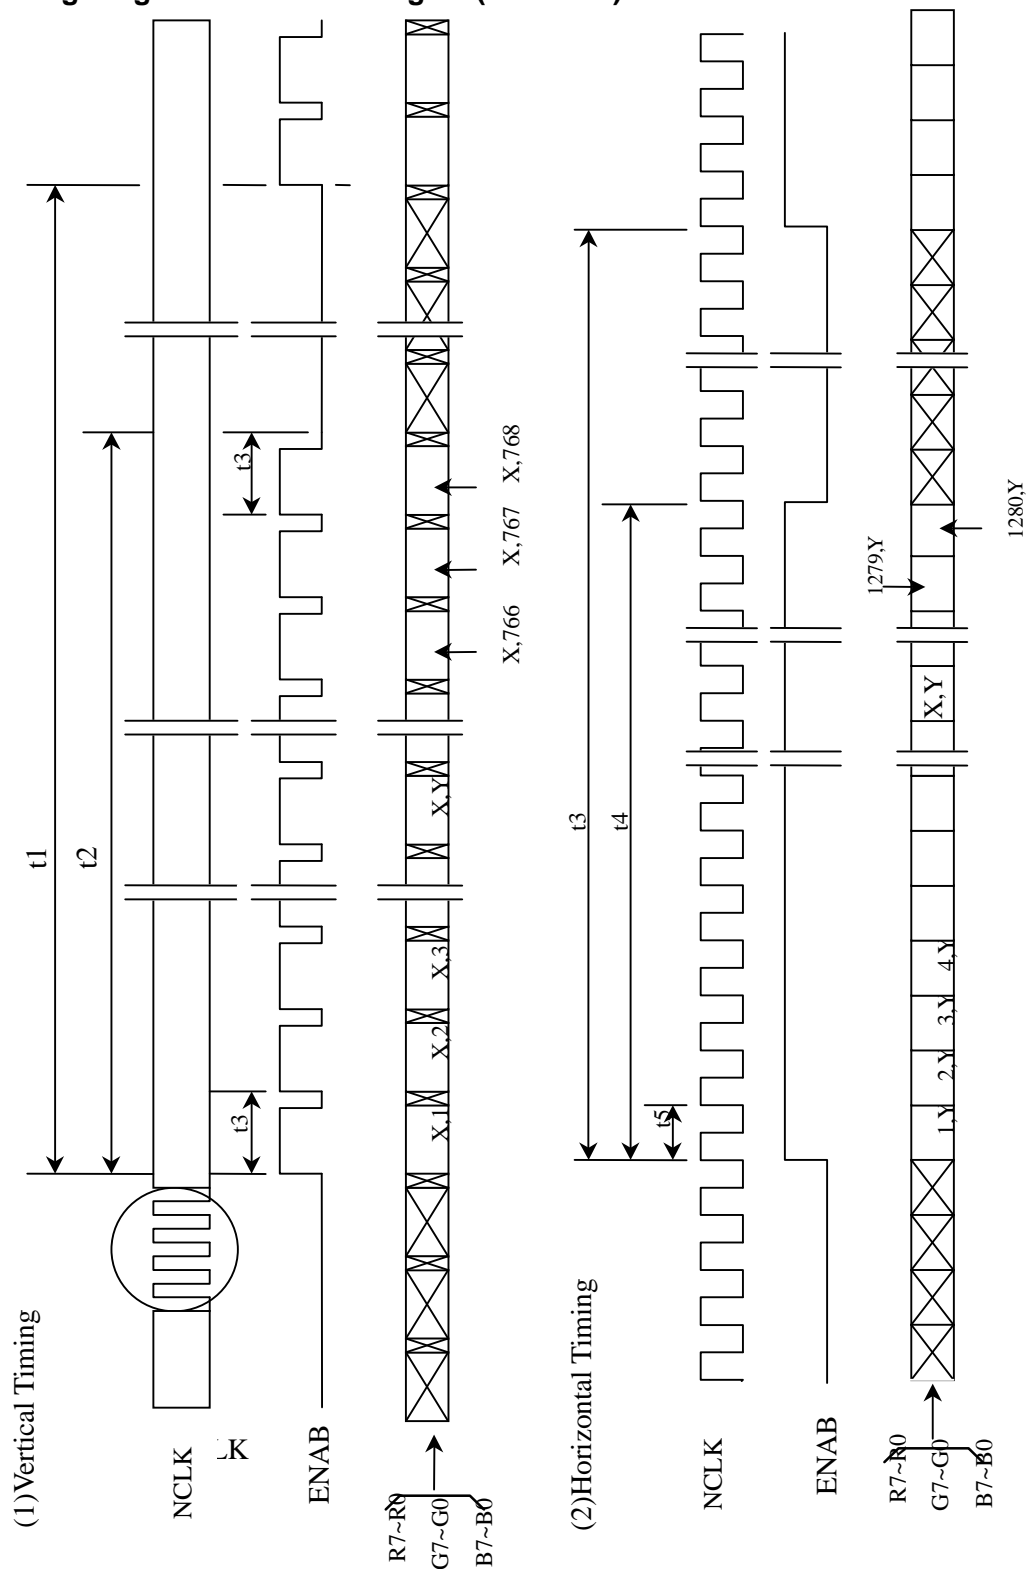 (1)Vertical Timing
t1
t2
NCLK
LK
t3
t3
ENAB
R7~R0
G7~G0
B7~B0
X,1
X,2
X,3
X,Y
X,766
X,767
X,768
(2)Horizontal Timing
t3
t4
t5
NCLK
ENAB
R7~R0
G7~G0
B7~B0
1,Y
2,Y
3,Y
4,Y
X,Y
1279,Y
1280,Y